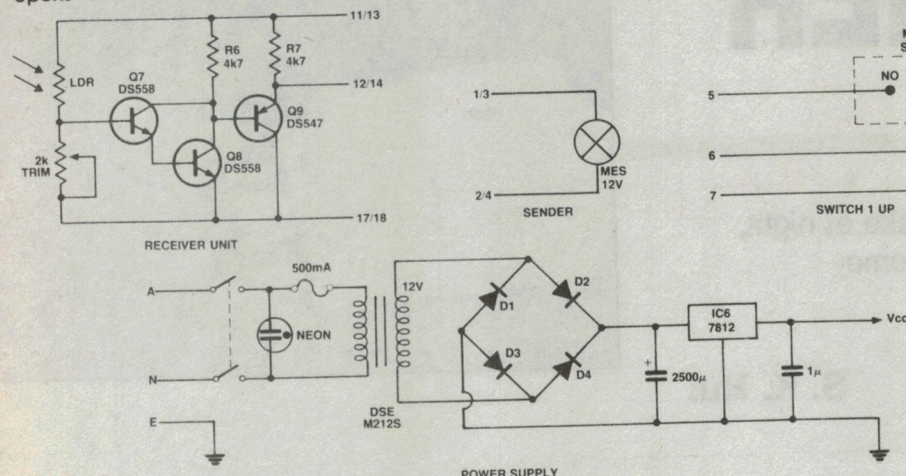 11/13
R6
4k7
R7
4k7
LDR
12/14
Q7
DS558
Q9
DS547
2k
TRIM
Q8
DS558
17/18
RECEIVER UNIT
1/3
MES
12V
2/4
SENDER
NO
5
6
7
SWITCH 1 UP
500mA
A
12V
NEON
N
E
DSE
M212S
D1
D2
D3
D4
IC6
7812
Vcc
2500µ
+
1µ
POWER SUPPLY